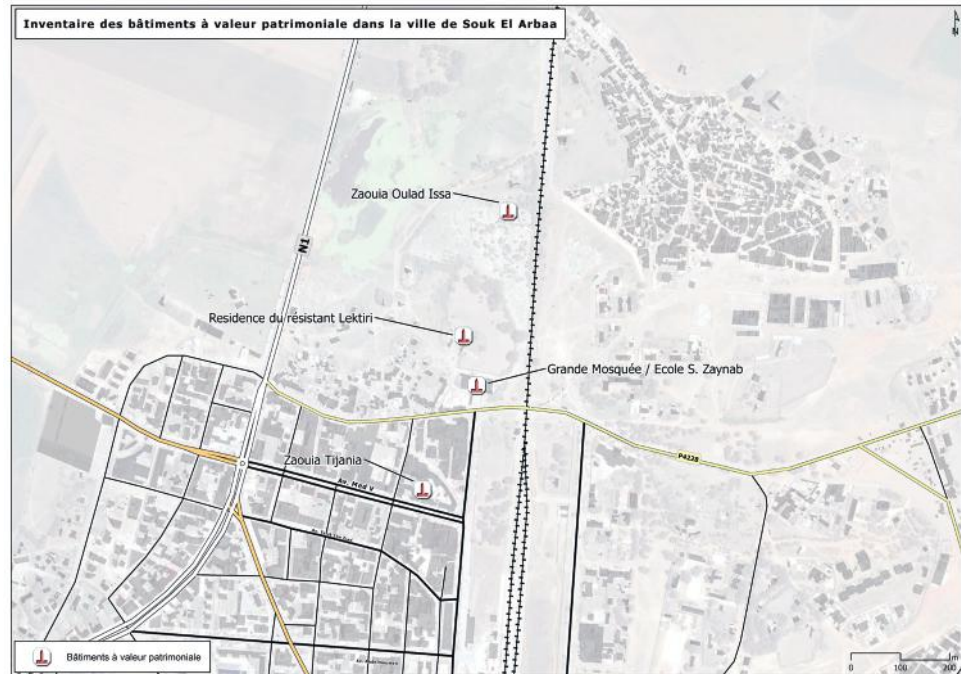 Inventaire des bâtiments à valeur patrimoniale dans la ville de Souk El Arbaa
N
Zaouia Oulad Issa
N1
Residence du résistant Lektiri
Grande Mosquée / Ecole S. Zaynab
P4228
Zaouia Tijania
Av. Med V
Bâtiments à valeur patrimoniale
m
0 100 200